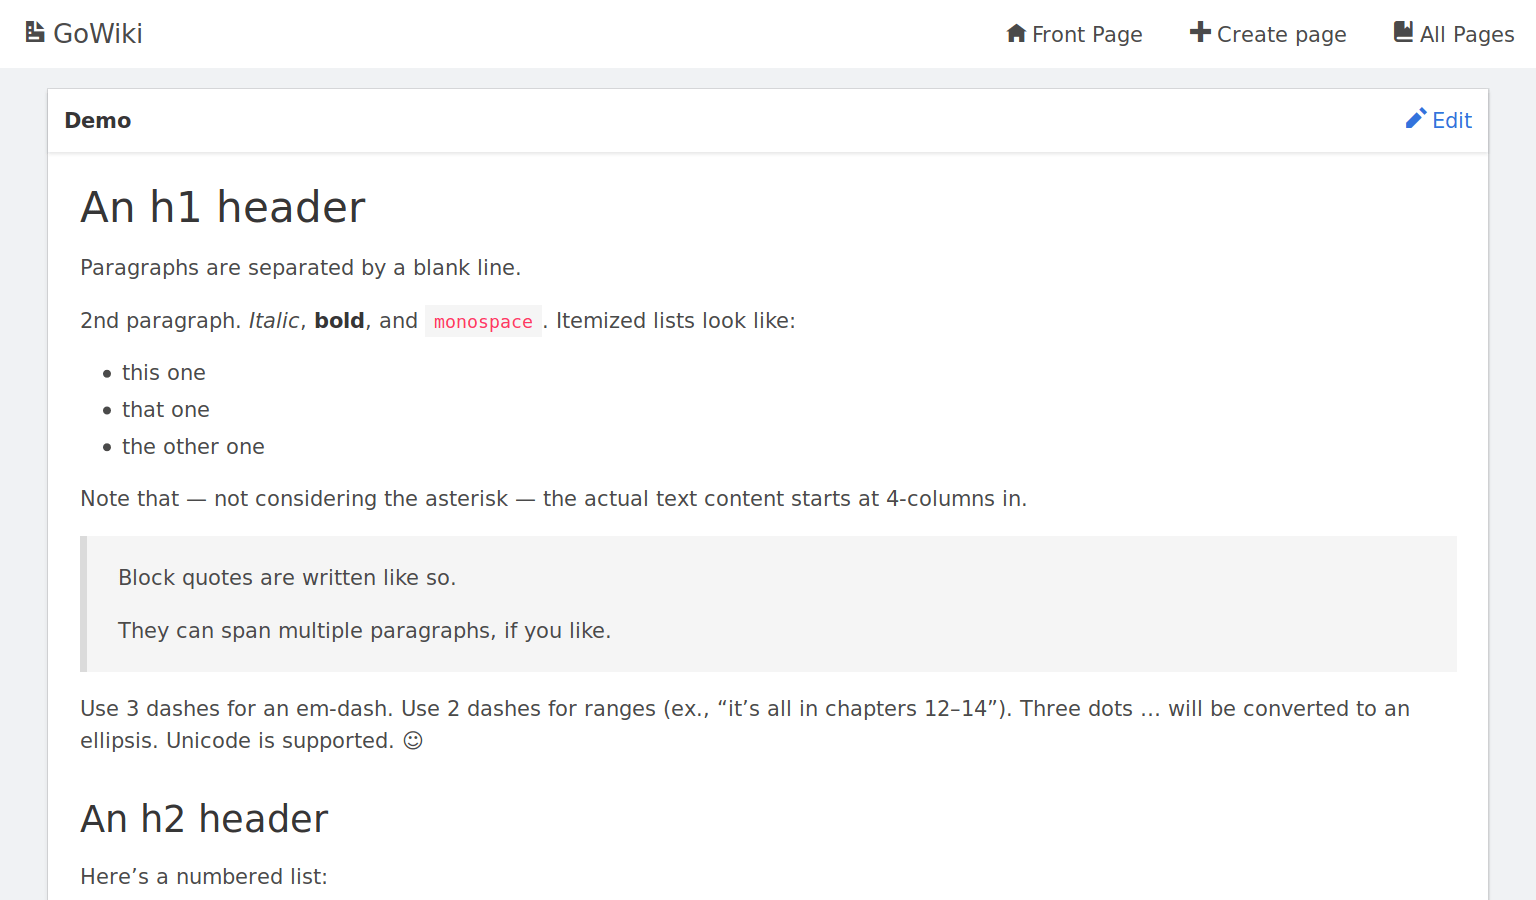 GoWiki
Front Page
Create page
All Pages
Demo
Edit
An h1 header
Paragraphs are separated by a blank line.
2nd paragraph. Italic, bold, and monospace. Itemized lists look like:
• this one
• that one
• the other one
Note that — not considering the asterisk — the actual text content starts at 4-columns in.
Block quotes are written like so.
They can span multiple paragraphs, if you like.
Use 3 dashes for an em-dash. Use 2 dashes for ranges (ex., “it’s all in chapters 12–14”). Three dots … will be converted to an
ellipsis. Unicode is supported. ☺
An h2 header
Here’s a numbered list: